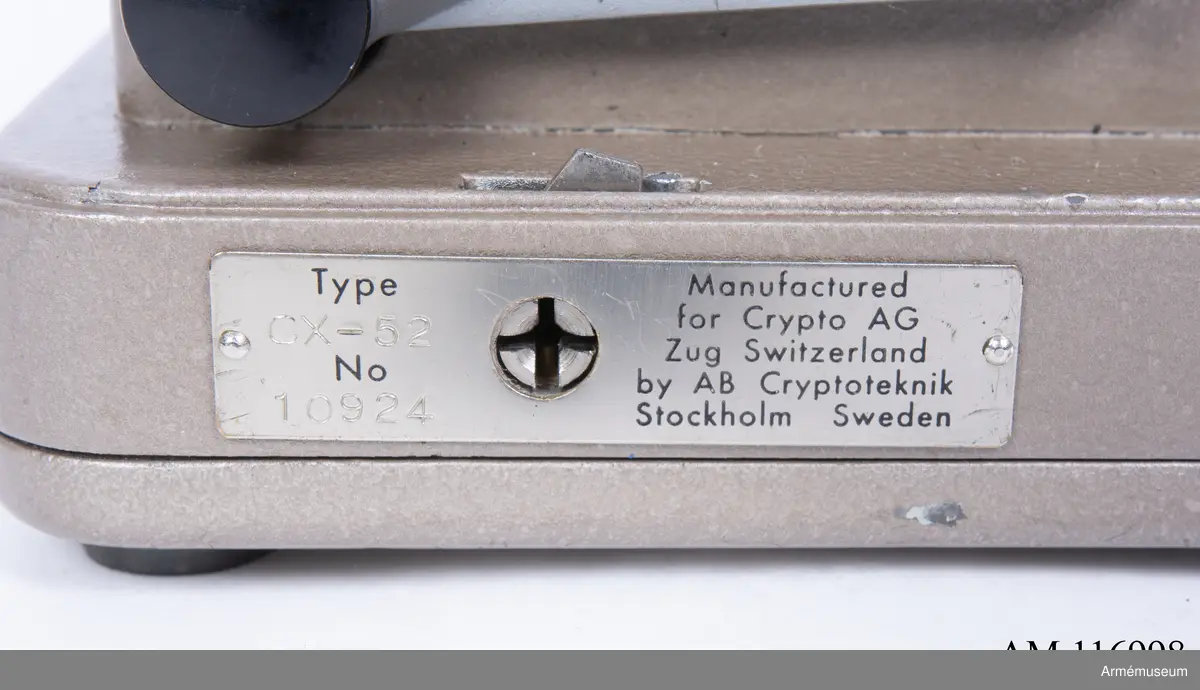 Type
CX-52
No
10924
Manufactured
for Crypto AG
Zug Switzerland
by AB Cryptoteknik
Stockholm Sweden
Armémuseum